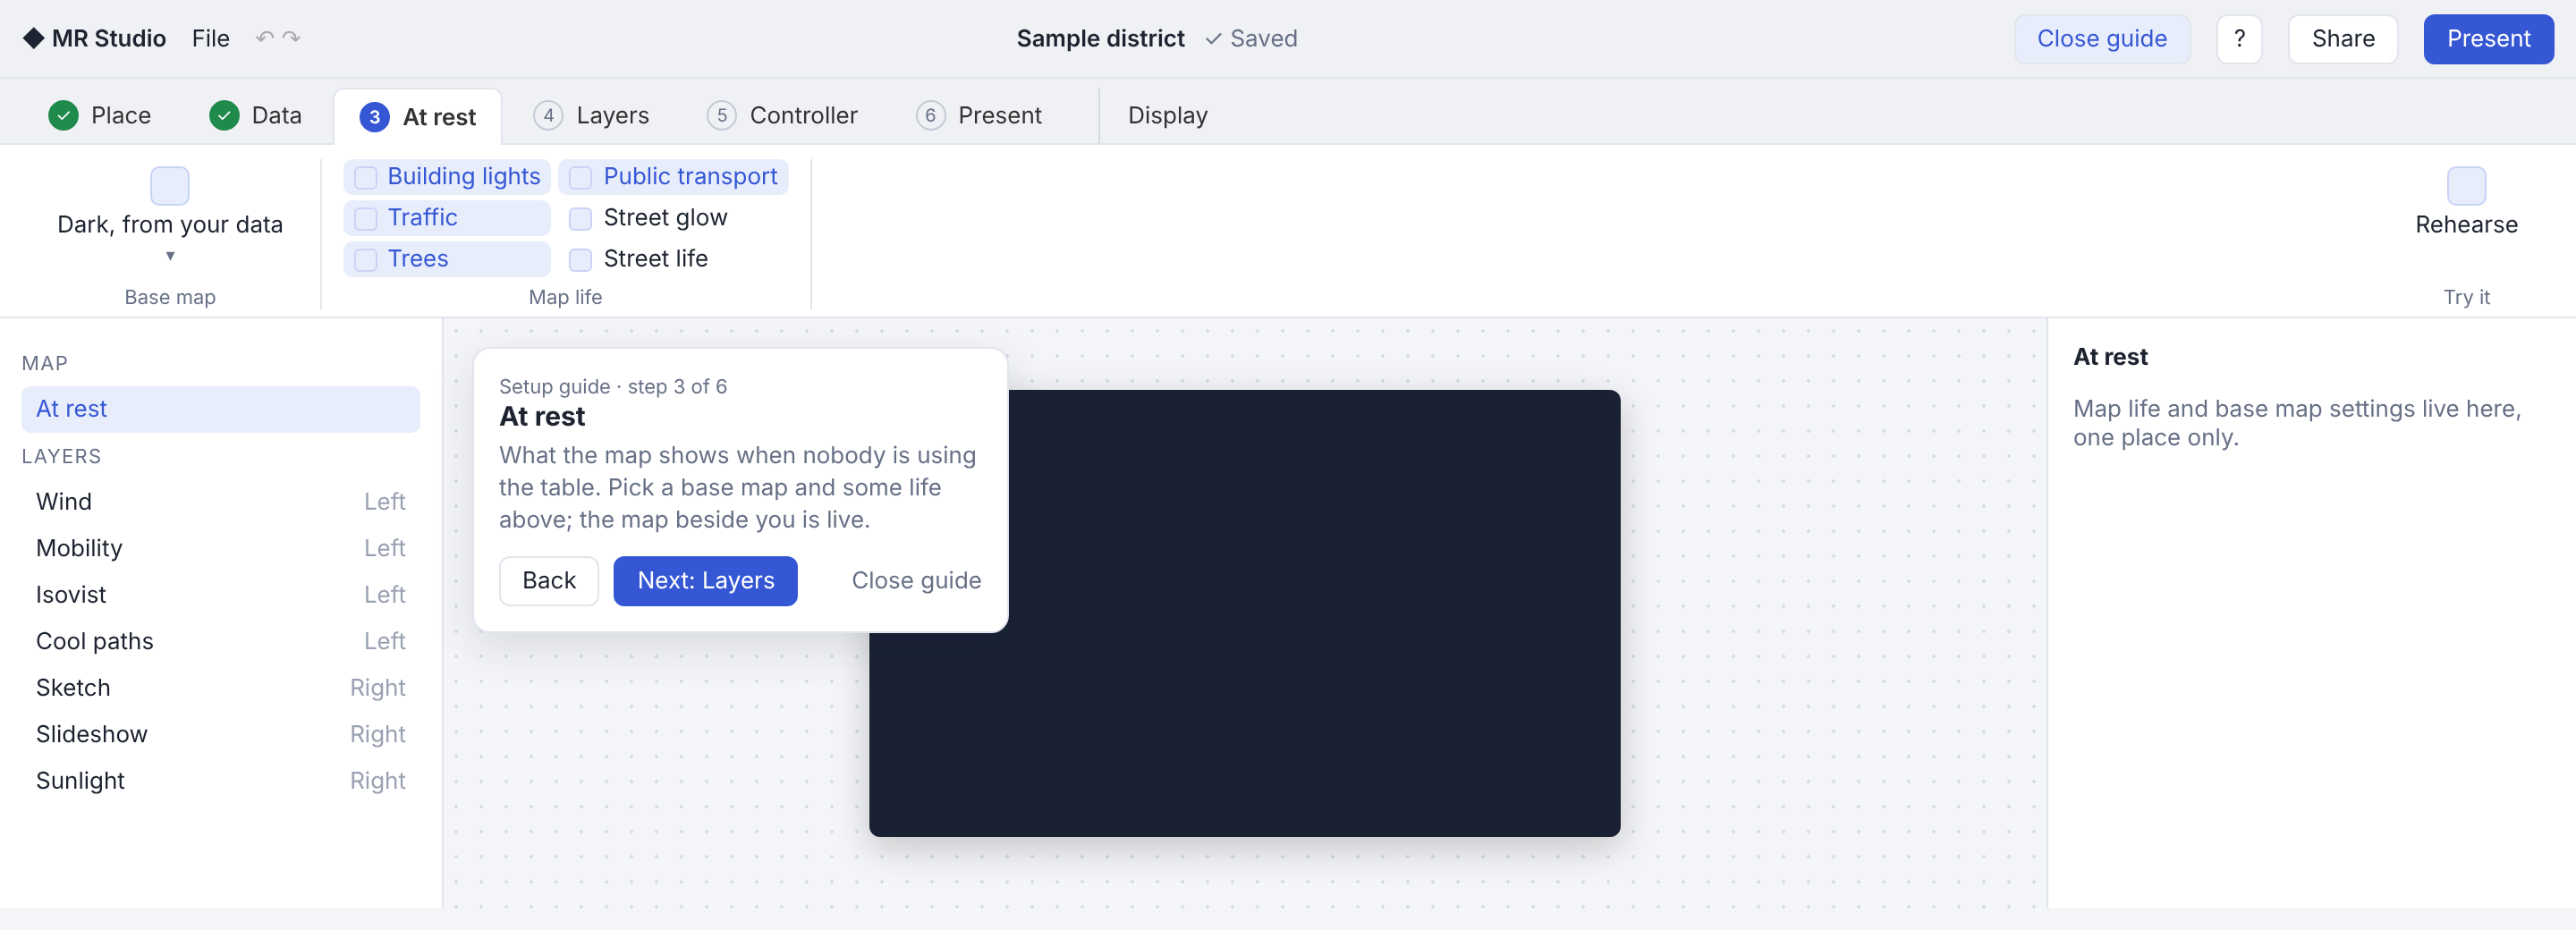 MR Studio File
Sample district ✓ Saved
Close guide ? Share Present
Place Data 3 At rest 4 Layers 5 Controller 6 Present Display
Dark, from your data
▾
Base map
Building lights Public transport
Traffic Street glow
Trees Street life
Map life
Rehearse
Try it
MAP
At rest
LAYERS
Wind Left
Mobility Left
Isovist Left
Cool paths Left
Sketch Right
Slideshow Right
Sunlight Right
Setup guide · step 3 of 6
At rest
What the map shows when nobody is using
the table. Pick a base map and some life
above; the map beside you is live.
Back Next: Layers Close guide
At rest
Map life and base map settings live here,
one place only.